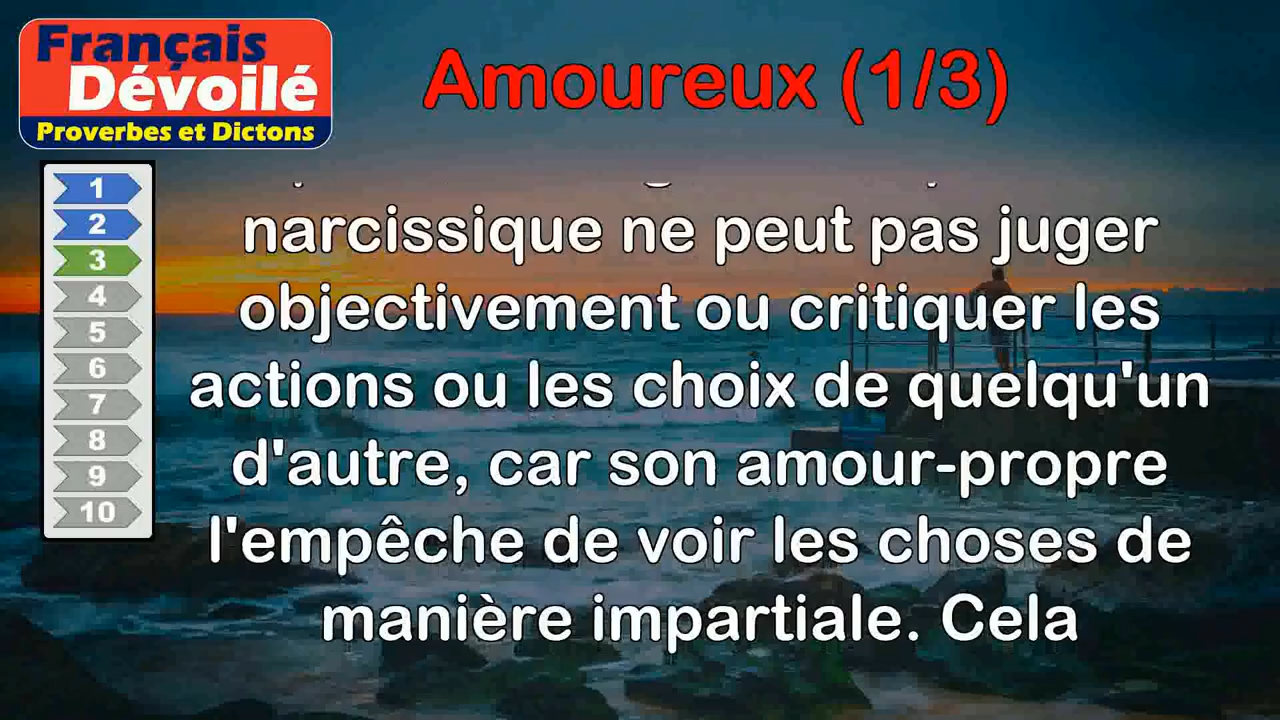 Français
Dévoilé
Proverbes et Dictons
Amoureux (1/3)
1
2
3
4
5
6
7
8
9
10
narcissique ne peut pas juger
objectivement ou critiquer les
actions ou les choix de quelqu'un
d'autre, car son amour-propre
l'empêche de voir les choses de
manière impartiale. Cela